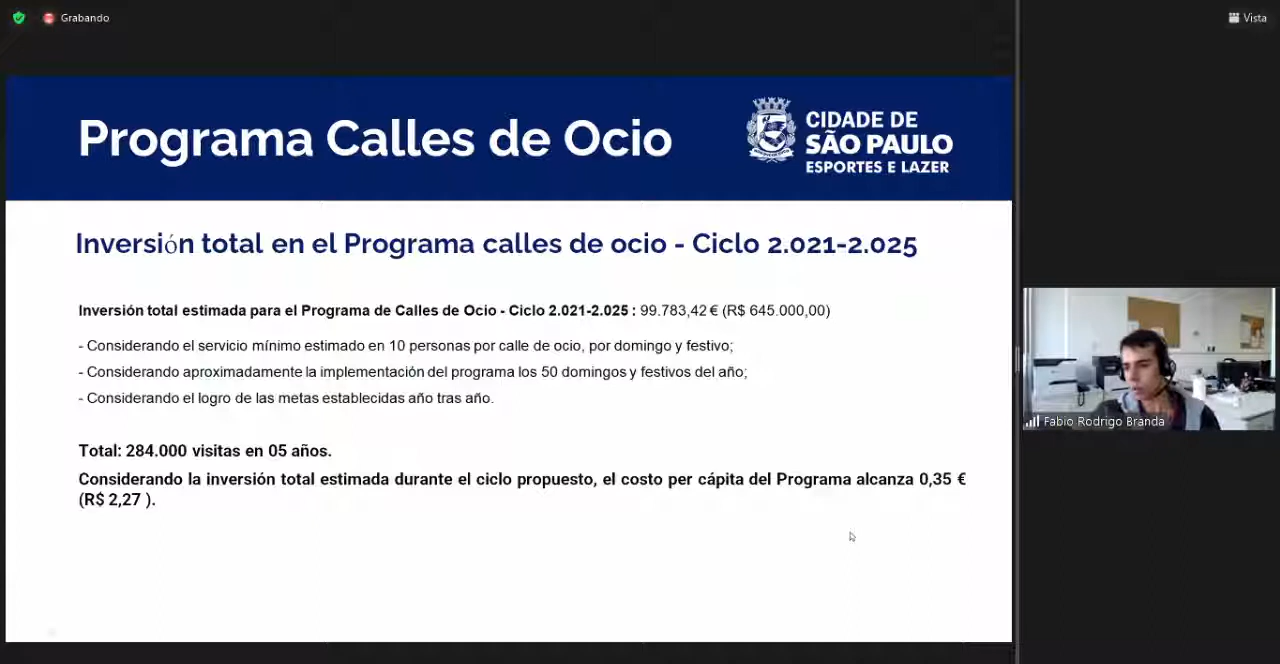 Grabando
Vista
Programa Calles de Ocio
CIDADE DE
SÃO PAULO
ESPORTES E LAZER
Inversión total en el Programa calles de ocio - Ciclo 2.021-2.025
Inversión total estimada para el Programa de Calles de Ocio - Ciclo 2.021-2.025 : 99.783,42 € (R$ 645.000,00)
- Considerando el servicio mínimo estimado en 10 personas por calle de ocio, por domingo y festivo;
- Considerando aproximadamente la implementación del programa los 50 domingos y festivos del año;
- Considerando el logro de las metas establecidas año tras año.
Total: 284.000 visitas en 05 años.
Considerando la inversión total estimada durante el ciclo propuesto, el costo per cápita del Programa alcanza 0,35 €
(R$ 2,27 ).
Fabio Rodrigo Branda